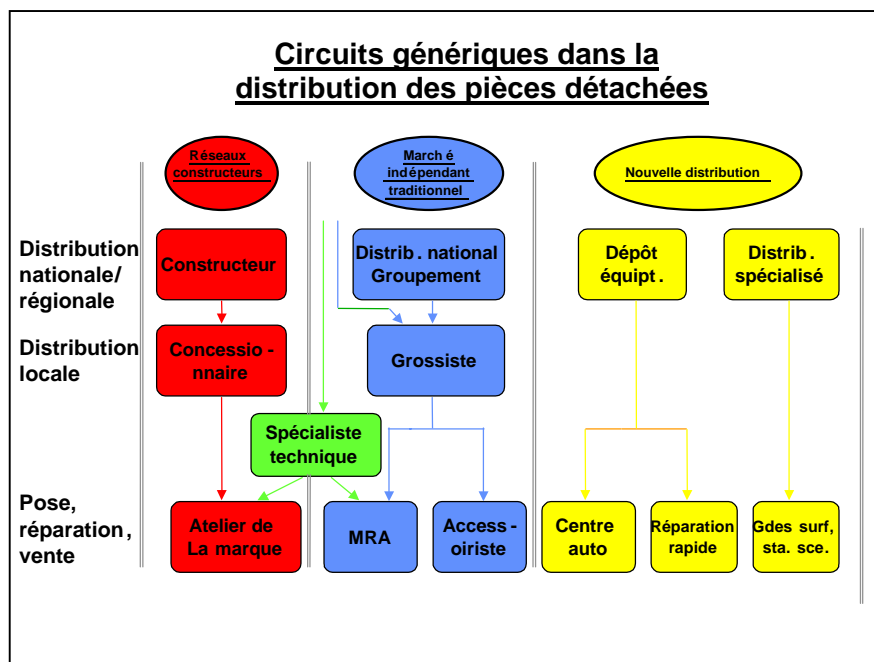 Circuits génériques dans la
distribution des pièces détachées
Réseaux
constructeurs
March é
indépendant
traditionnel
Nouvelle distribution
Distribution
nationale/
régionale
Constructeur
Distrib. national
Groupement
Dépôt
équipt.
Distrib.
spécialisé
Distribution
locale
Concessio -
nnaire
Grossiste
Spécialiste
technique
Pose,
réparation,
vente
Atelier de
La marque
MRA
Access -
oiriste
Centre
auto
Réparation
rapide
Gdes surf,
sta. sce.